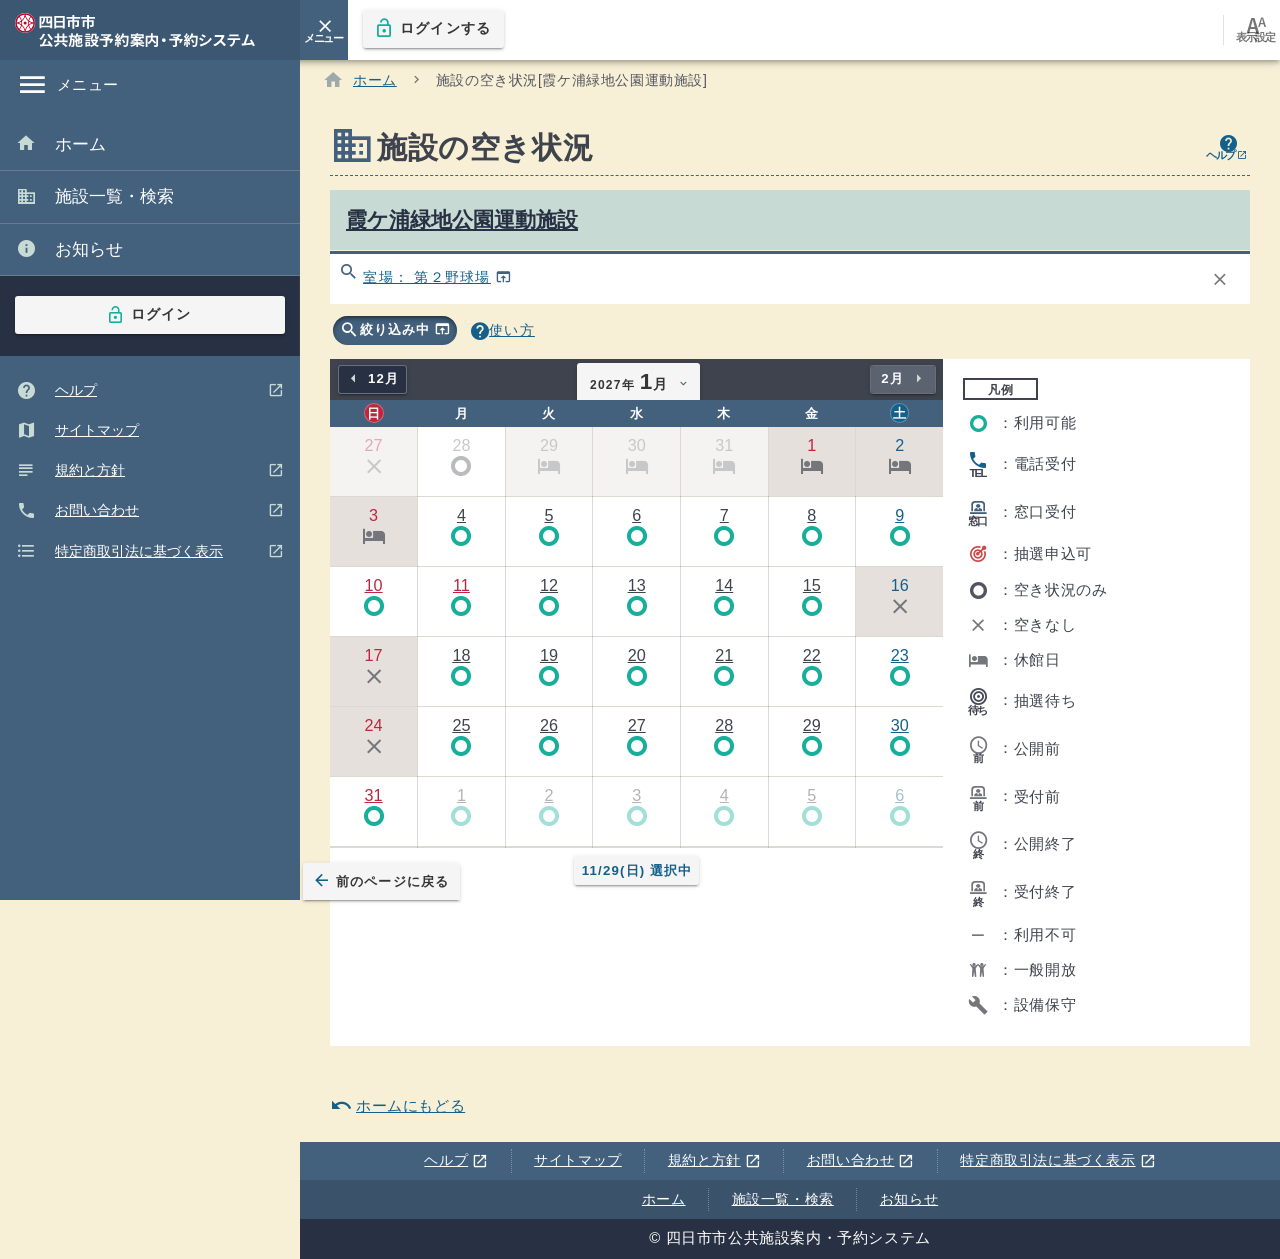 四日市市
公共施設予約案内・予約システム
メニュー
ログインする
表示設定
メニュー
ホーム
施設一覧・検索
お知らせ
ログイン
ヘルプ
サイトマップ
規約と方針
お問い合わせ
特定商取引法に基づく表示
ホーム 施設の空き状況[霞ケ浦緑地公園運動施設]
施設の空き状況
ヘルプ
霞ケ浦緑地公園運動施設
室場： 第２野球場
絞り込み中 使い方
12月 2027年 1月 2月
日 月 火 水 木 金 土
27 28 29 30 31 1 2
3 4 5 6 7 8 9
10 11 12 13 14 15 16
17 18 19 20 21 22 23
24 25 26 27 28 29 30
31 1 2 3 4 5 6
前のページに戻る
11/29(日) 選択中
凡例
：利用可能
TEL ：電話受付
窓口 ：窓口受付
：抽選申込可
：空き状況のみ
：空きなし
：休館日
待ち ：抽選待ち
前 ：公開前
前 ：受付前
終 ：公開終了
終 ：受付終了
：利用不可
：一般開放
：設備保守
ホームにもどる
ヘルプ サイトマップ 規約と方針 お問い合わせ 特定商取引法に基づく表示
ホーム 施設一覧・検索 お知らせ
© 四日市市公共施設案内・予約システム